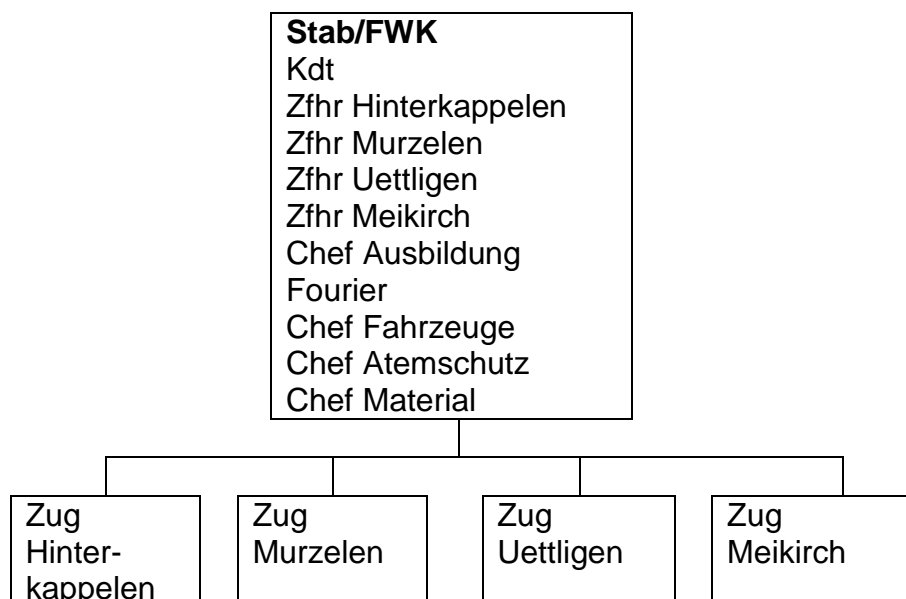 Stab/FWK
Kdt
Zfhr Hinterkappelen
Zfhr Murzelen
Zfhr Uettligen
Zfhr Meikirch
Chef Ausbildung
Fourier
Chef Fahrzeuge
Chef Atemschutz
Chef Material
Zug
Hinter-
kappelen
Zug
Murzelen
Zug
Uettligen
Zug
Meikirch